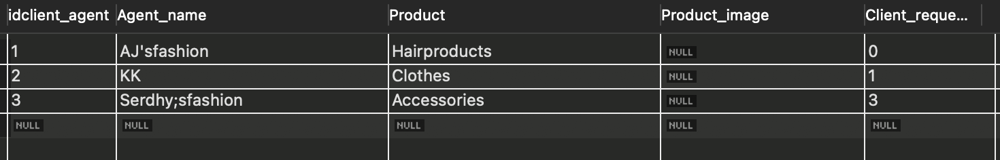 idclient_agent Agent_name Product Product_image Client_reque...
1 AJ'sfashion Hairproducts NULL 0
2 KK Clothes NULL 1
3 Serdhy;sfashion Accessories NULL 3
NULL NULL NULL NULL NULL